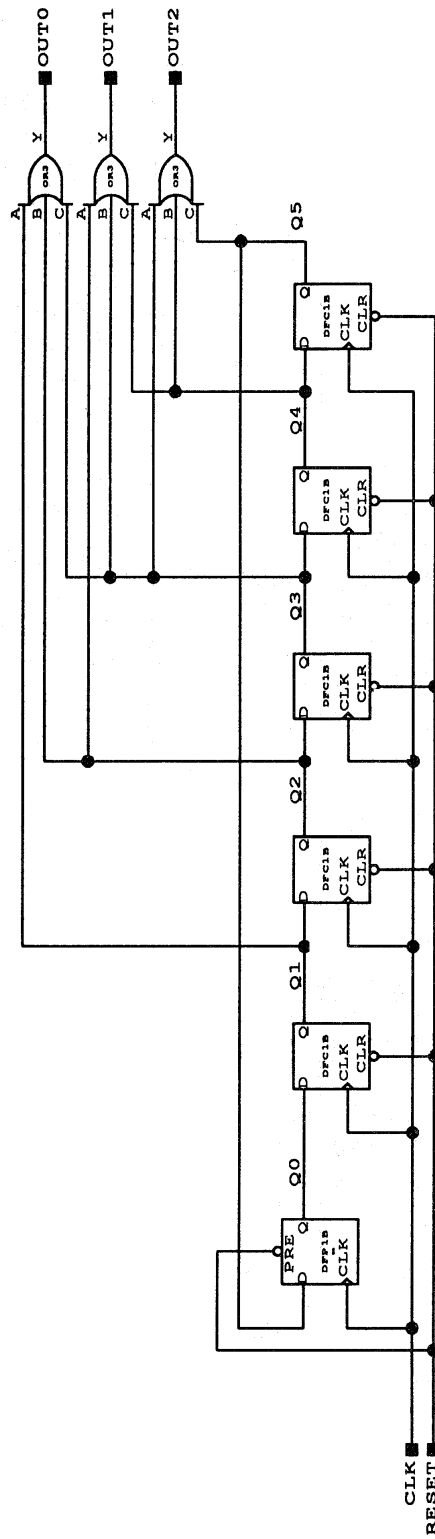 OUT0
OUT1
OUT2
Y
Y
Y
OR3
OR3
OR3
A
B
C
A
B
C
A
B
C
Q5
D
Q
DFC1B
CLK
CLR
Q4
D
Q
DFC1B
CLK
CLR
Q3
D
Q
DFC1B
CLK
CLR
Q2
D
Q
DFC1B
CLK
CLR
Q1
D
Q
DFC1B
CLK
CLR
Q0
PRE
D
Q
DFP1B
CLK
CLK
RESET